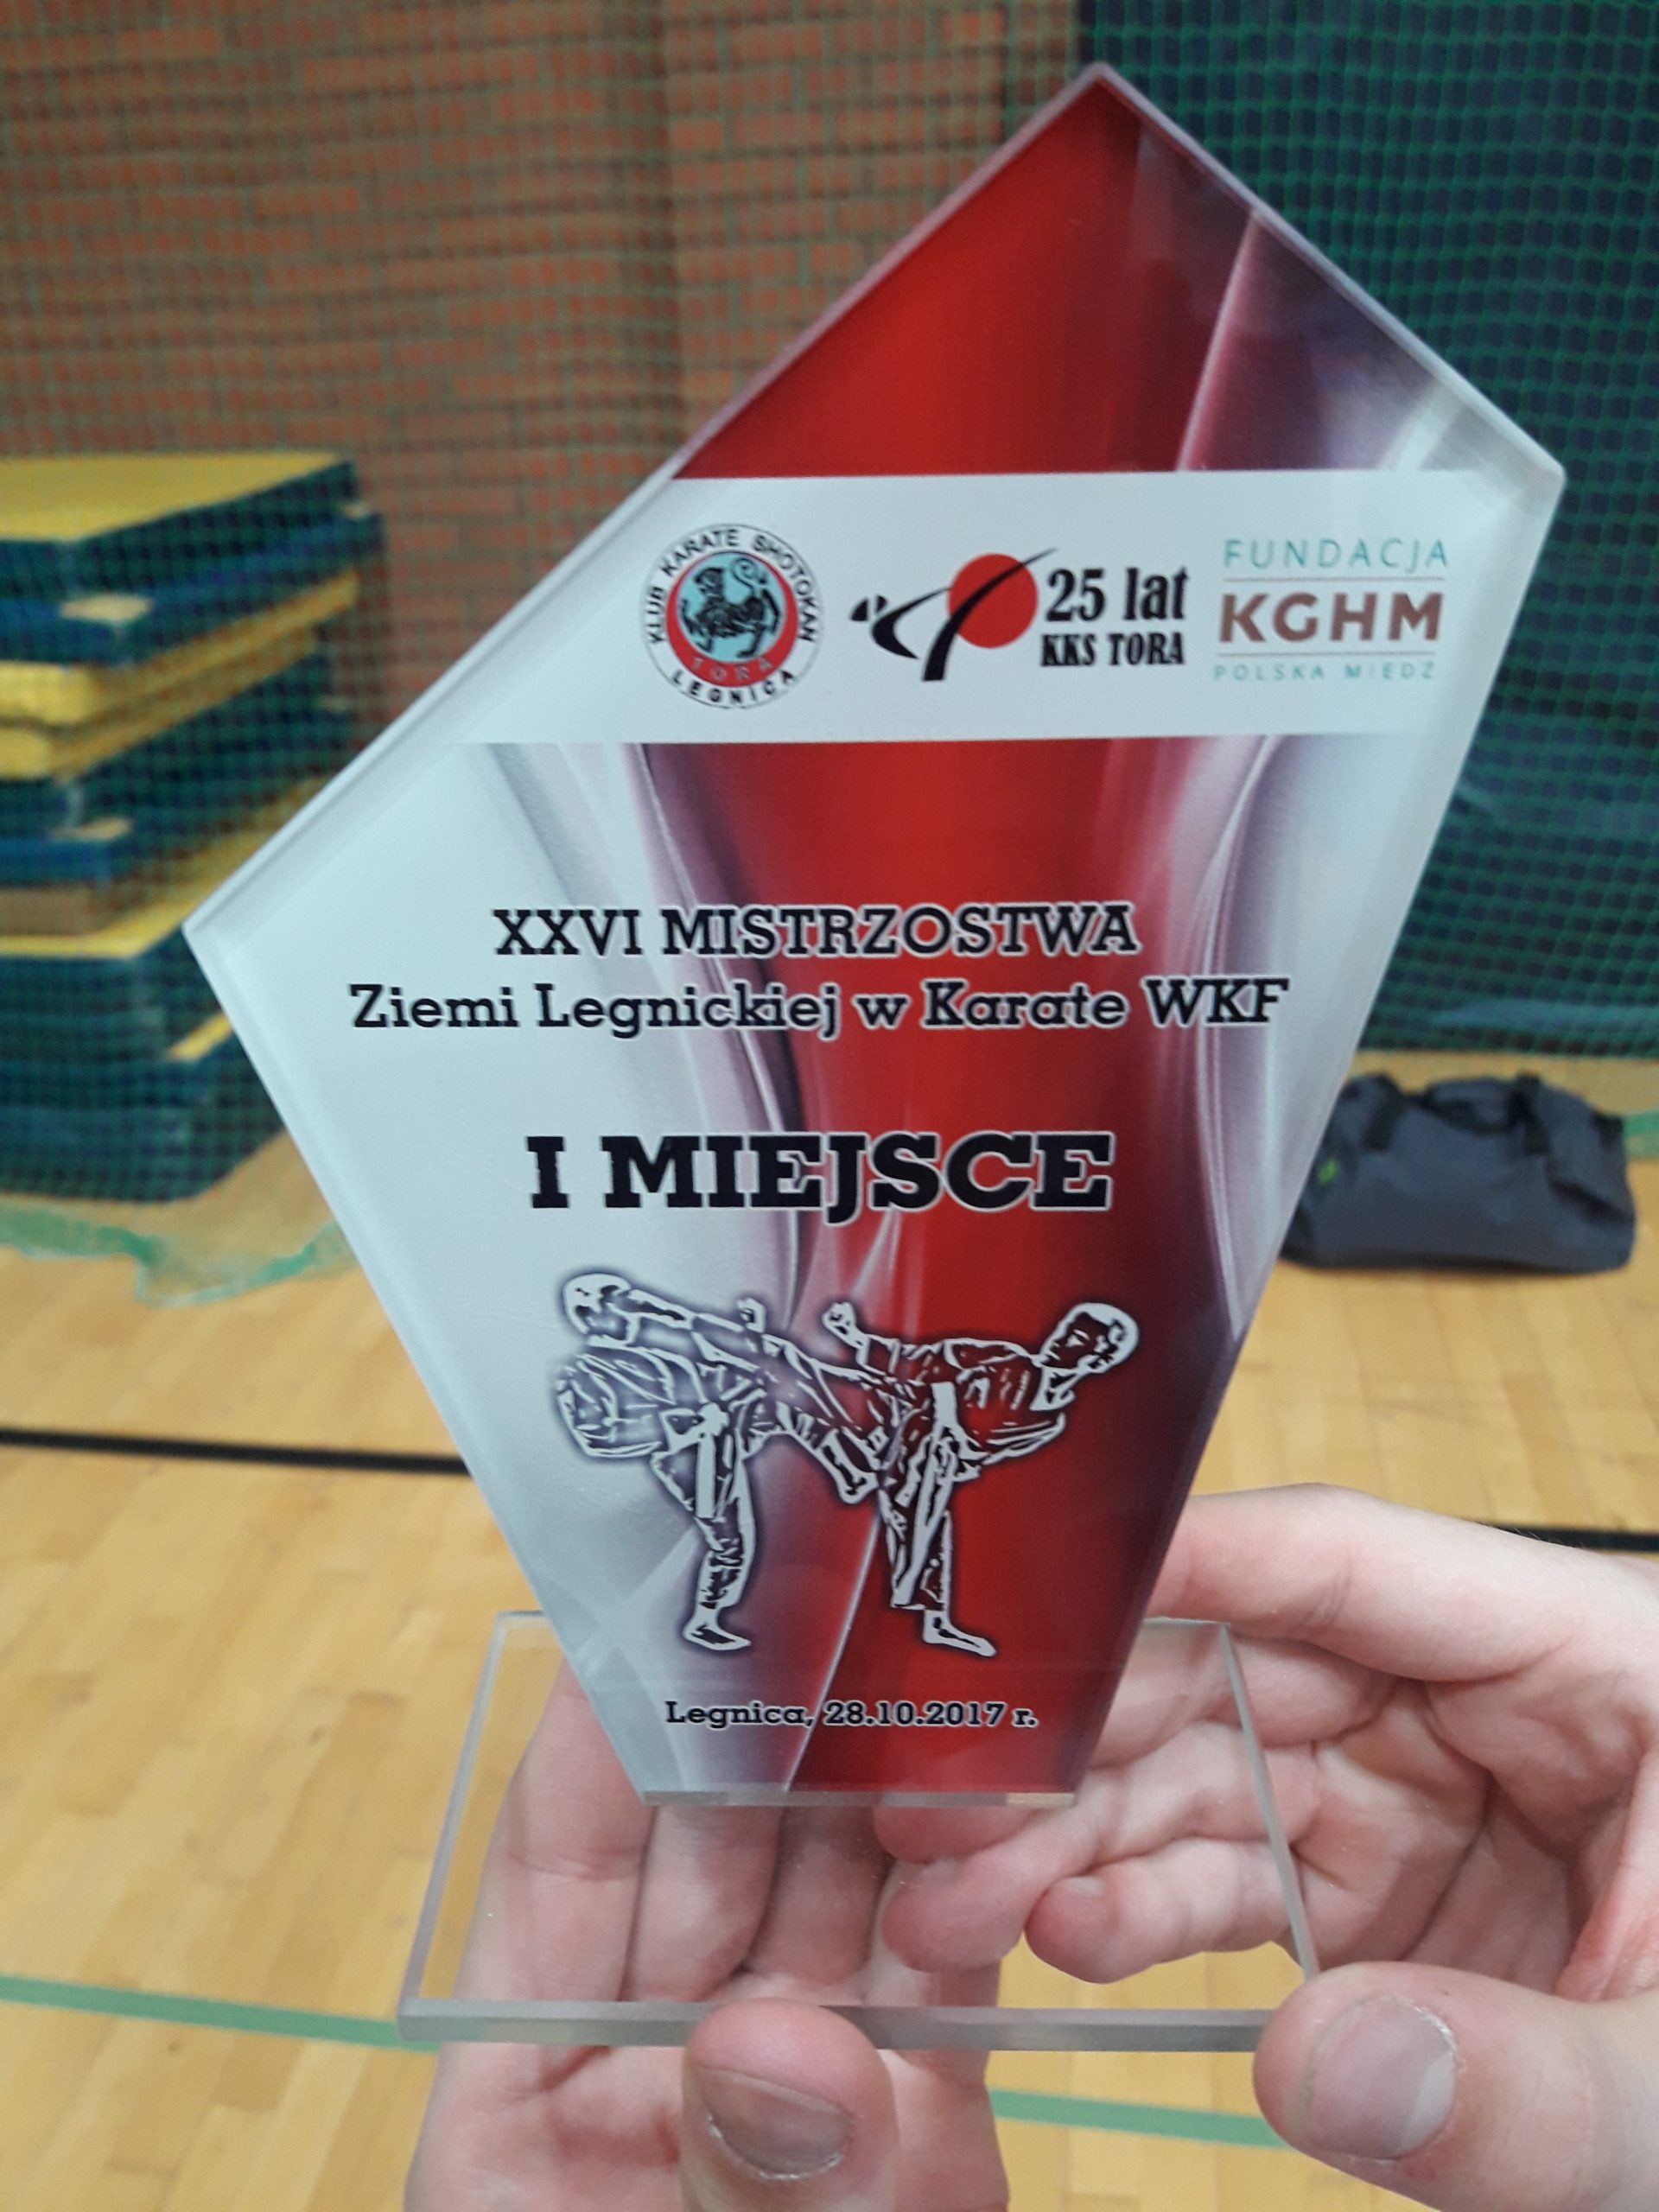 KLUB KARATE SHOTOKAN
TORA
LEGNICA
25 lat
KKS TORA
FUNDACJA
KGHM
POLSKA MIEDŹ
XXVI MISTRZOSTWA
Ziemi Legnickiej w Karate WKF
I MIEJSCE
Legnica, 28.10.2017 r.